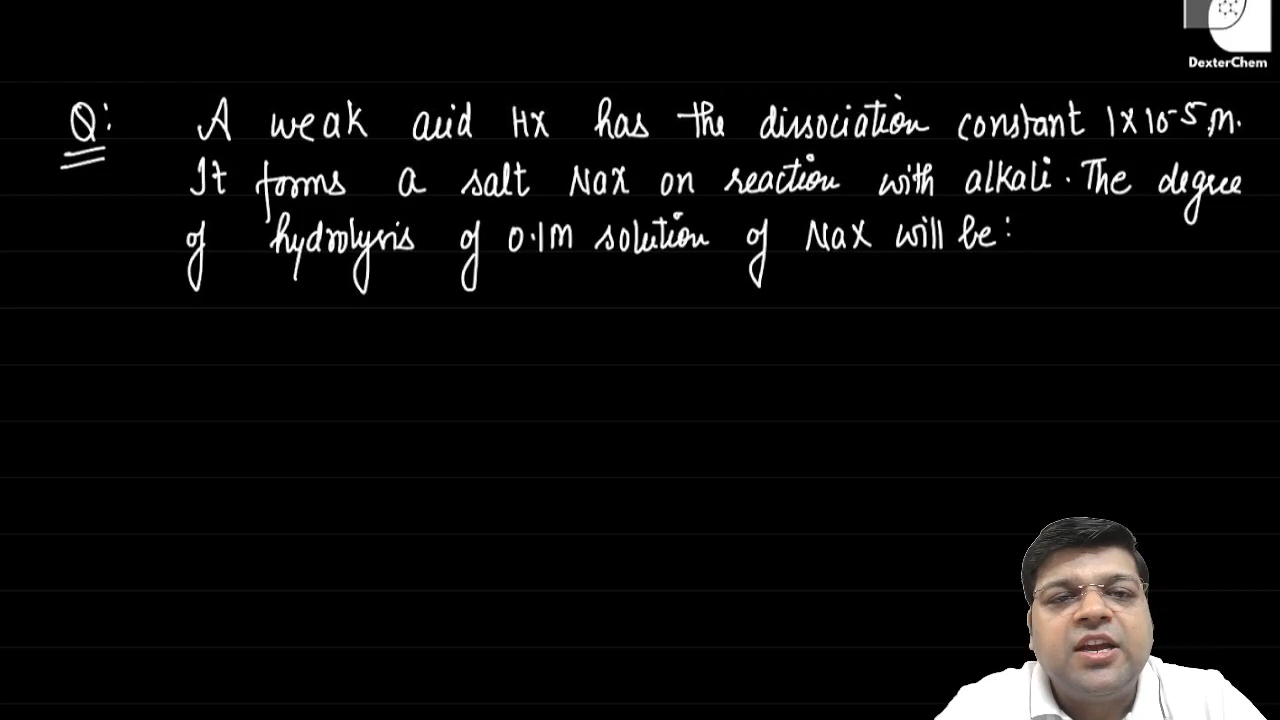 DexterChem
Q: A weak acid HX has the dissociation constant 1×10⁻⁵ M.
It forms a salt NaX on reaction with alkali. The degree
of hydrolysis of 0.1M solution of NaX will be: